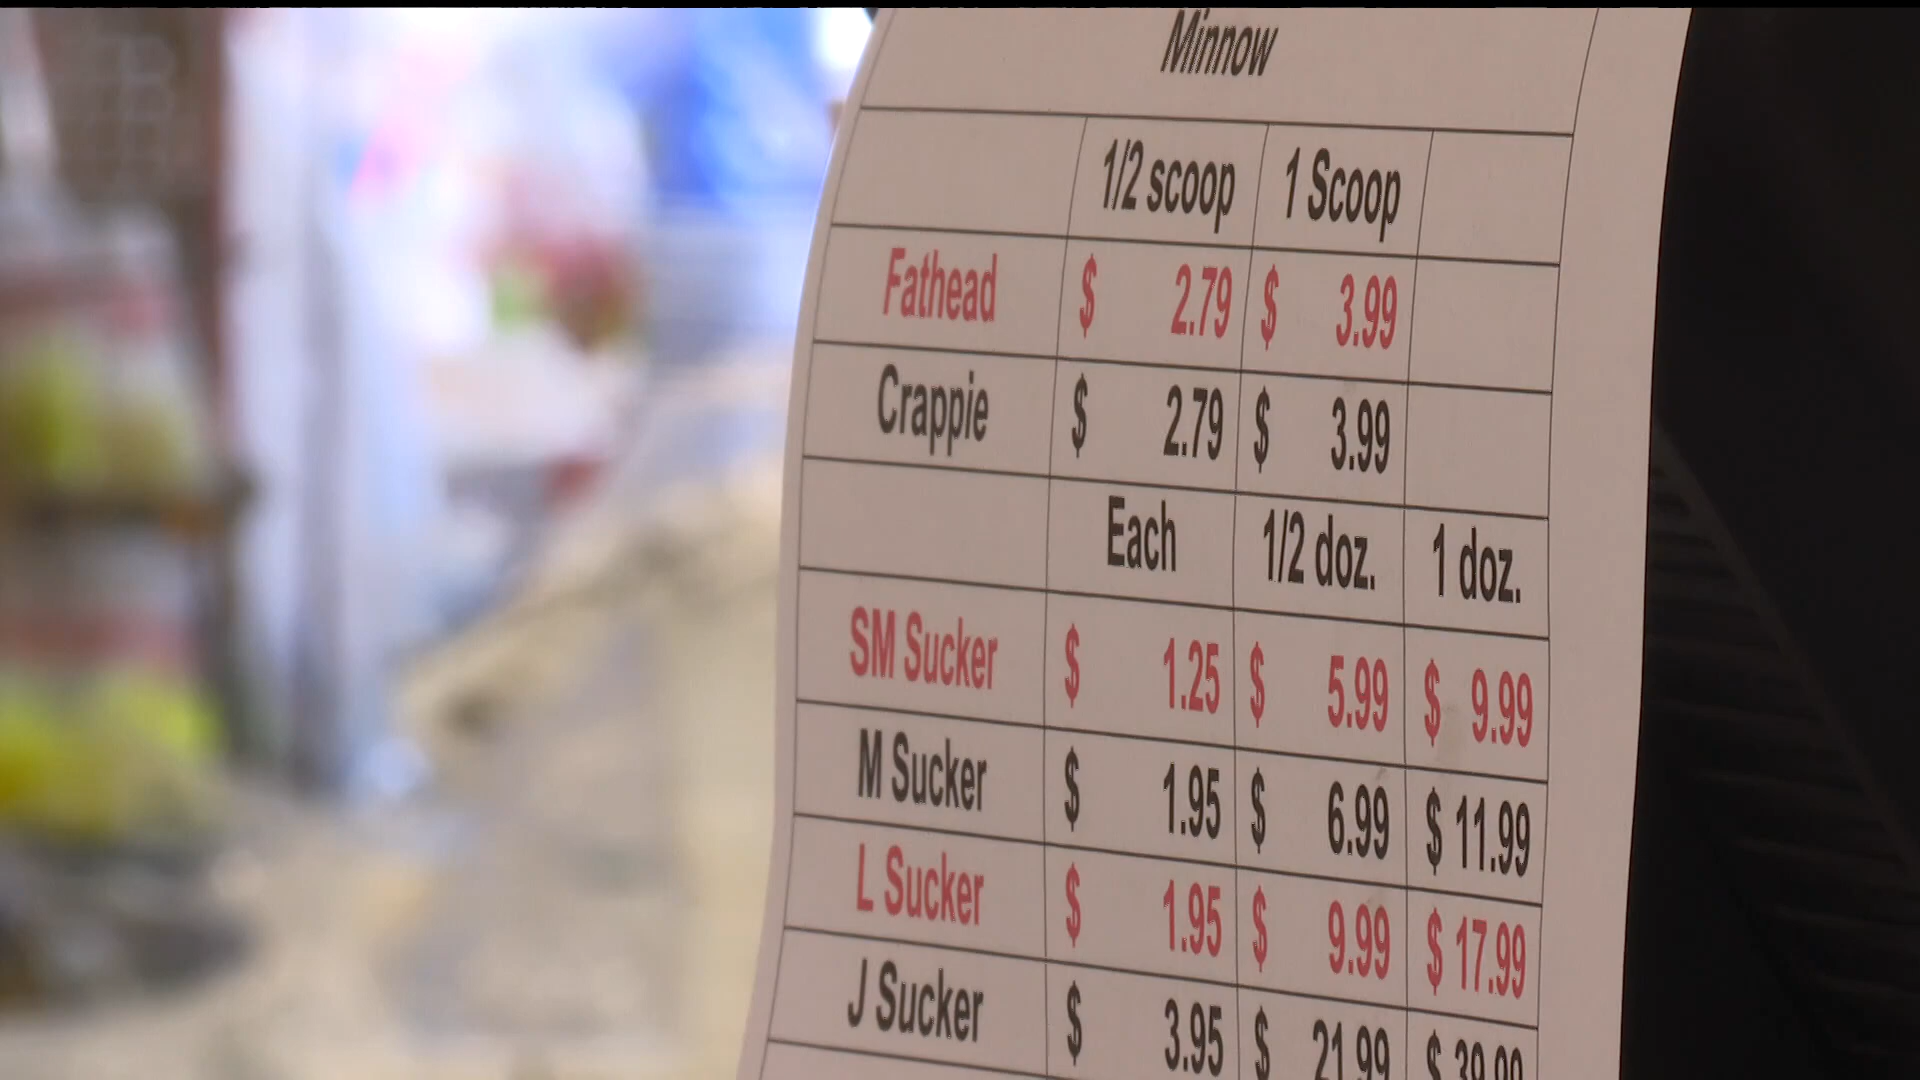 Minnow
1/2 scoop 1 Scoop
Fathead $ 2.79 $ 3.99
Crappie $ 2.79 $ 3.99
Each 1/2 doz. 1 doz.
SM Sucker $ 1.25 $ 5.99 $ 9.99
M Sucker $ 1.95 $ 6.99 $ 11.99
L Sucker $ 1.95 $ 9.99 $ 17.99
J Sucker $ 3.95 $ 21.99 $